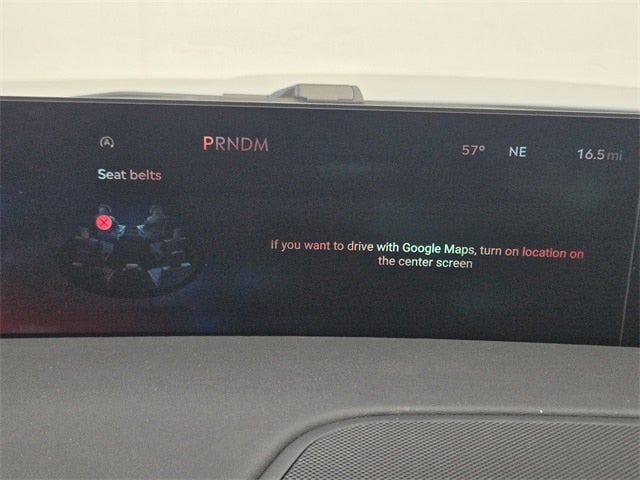 PRNDM
57° NE 16.5 mi
Seat belts
If you want to drive with Google Maps, turn on location on
the center screen